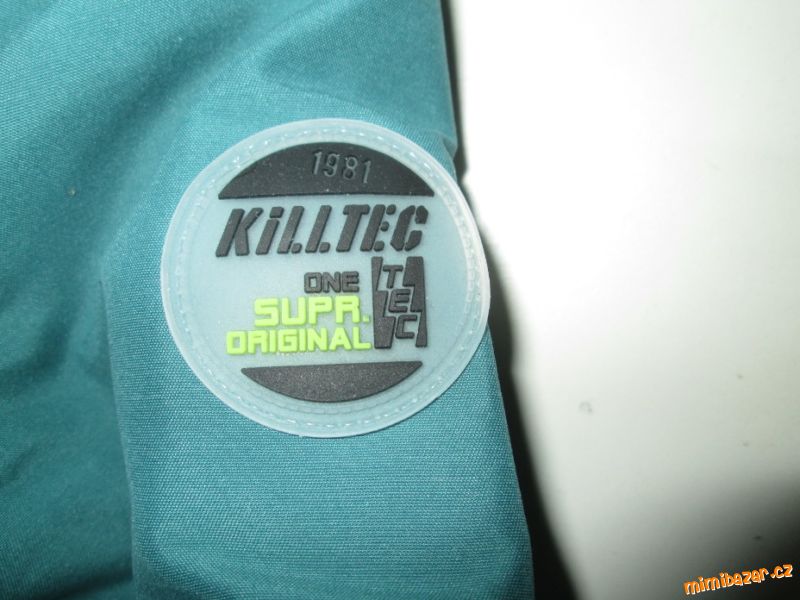 1981
KiLLTEC
ONE
SUPR.
ORIGINAL
TEC
mimibazar.cz